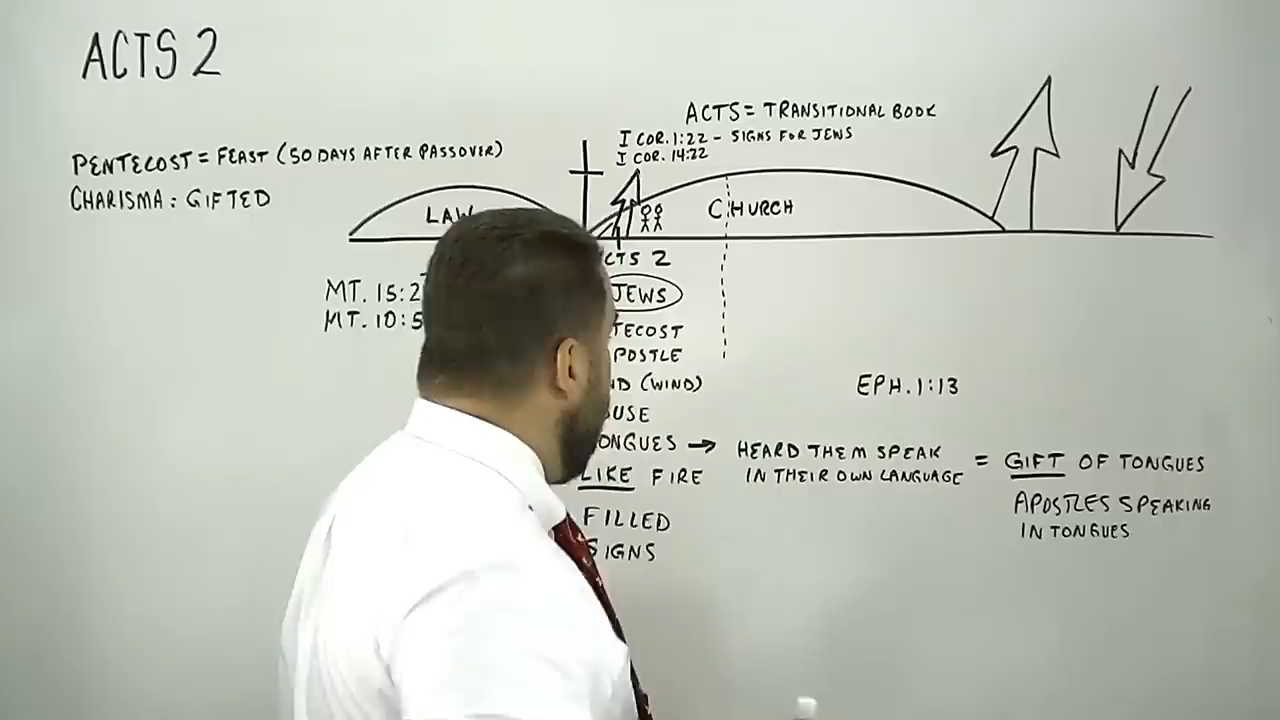 ACTS 2
ACTS = TRANSITIONAL BOOK
I COR. 1:22 - SIGNS FOR JEWS
I COR. 14:22
PENTECOST = FEAST (50 DAYS AFTER PASSOVER)
CHARISMA : GIFTED
LAW
CHURCH
CTS 2
MT. 15:2
JEWS
MT. 10:5
TECOST
POSTLE
ND (WIND)
EPH. 1:13
USE
ONGUES → HEARD THEM SPEAK
LIKE FIRE IN THEIR OWN LANGUAGE = GIFT OF TONGUES
FILLED APOSTLES SPEAKING
SIGNS IN TONGUES